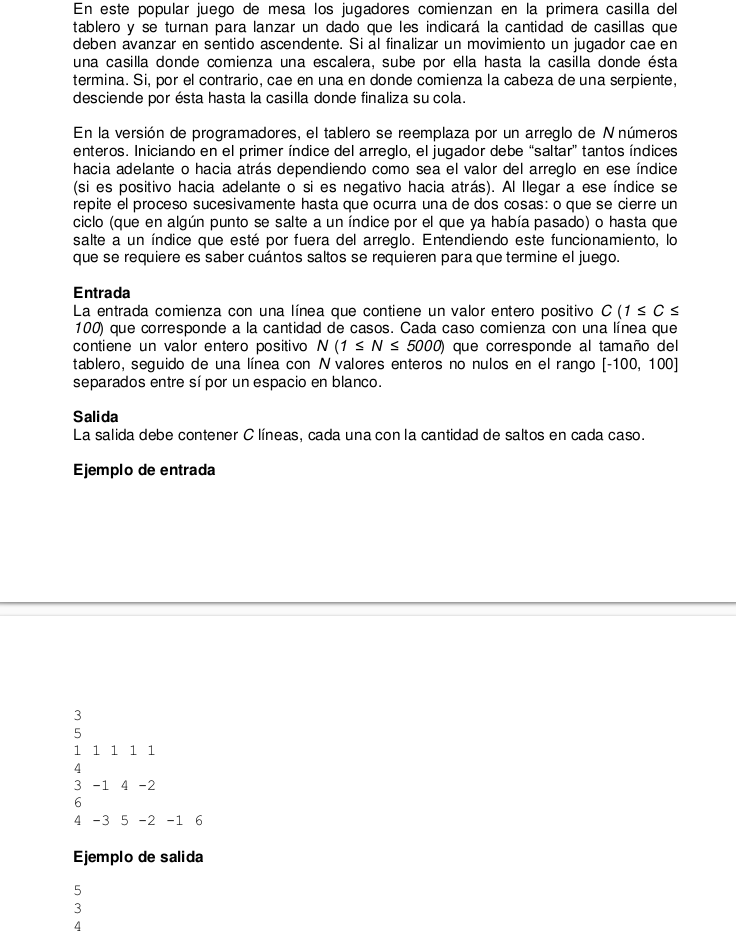 En este popular juego de mesa los jugadores comienzan en la primera casilla del
tablero y se turnan para lanzar un dado que les indicará la cantidad de casillas que
deben avanzar en sentido ascendente. Si al finalizar un movimiento un jugador cae en
una casilla donde comienza una escalera, sube por ella hasta la casilla donde ésta
termina. Si, por el contrario, cae en una en donde comienza la cabeza de una serpiente,
desciende por ésta hasta la casilla donde finaliza su cola.
En la versión de programadores, el tablero se reemplaza por un arreglo de N números
enteros. Iniciando en el primer índice del arreglo, el jugador debe “saltar” tantos índices
hacia adelante o hacia atrás dependiendo como sea el valor del arreglo en ese índice
(si es positivo hacia adelante o si es negativo hacia atrás). Al llegar a ese índice se
repite el proceso sucesivamente hasta que ocurra una de dos cosas: o que se cierre un
ciclo (que en algún punto se salte a un índice por el que ya había pasado) o hasta que
salte a un índice que esté por fuera del arreglo. Entendiendo este funcionamiento, lo
que se requiere es saber cuántos saltos se requieren para que termine el juego.
Entrada
La entrada comienza con una línea que contiene un valor entero positivo C (1 ≤ C ≤
100) que corresponde a la cantidad de casos. Cada caso comienza con una línea que
contiene un valor entero positivo N (1 ≤ N ≤ 5000) que corresponde al tamaño del
tablero, seguido de una línea con N valores enteros no nulos en el rango [-100, 100]
separados entre sí por un espacio en blanco.
Salida
La salida debe contener C líneas, cada una con la cantidad de saltos en cada caso.
Ejemplo de entrada
3
5
1 1 1 1 1
4
3 -1 4 -2
6
4 -3 5 -2 -1 6
Ejemplo de salida
5
3
4